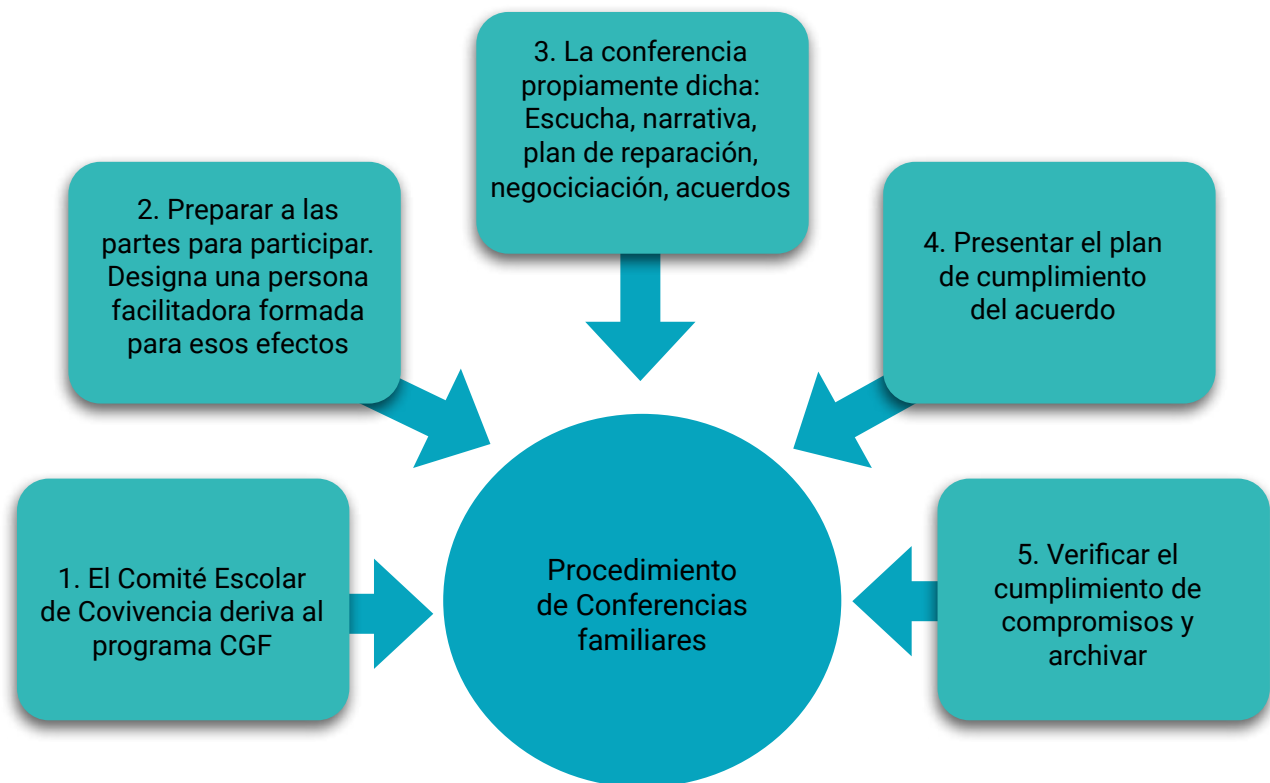 1. El Comité Escolar
de Covivencia deriva al
programa CGF
2. Preparar a las
partes para participar.
Designa una persona
facilitadora formada
para esos efectos
3. La conferencia
propiamente dicha:
Escucha, narrativa,
plan de reparación,
negociciación, acuerdos
4. Presentar el plan
de cumplimiento
del acuerdo
5. Verificar el
cumplimiento de
compromisos y
archivar
Procedimiento
de Conferencias
familiares